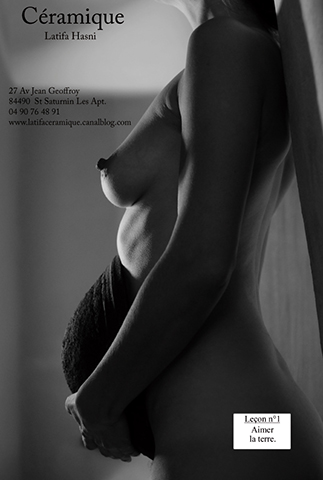 Céramique
Latifa Hasni
27 Av Jean Geoffroy
84490 St Saturnin Les Apt.
04 90 76 48 91
www.latifaceramique.canalblog.com
Leçon n°1
Aimer
la terre.